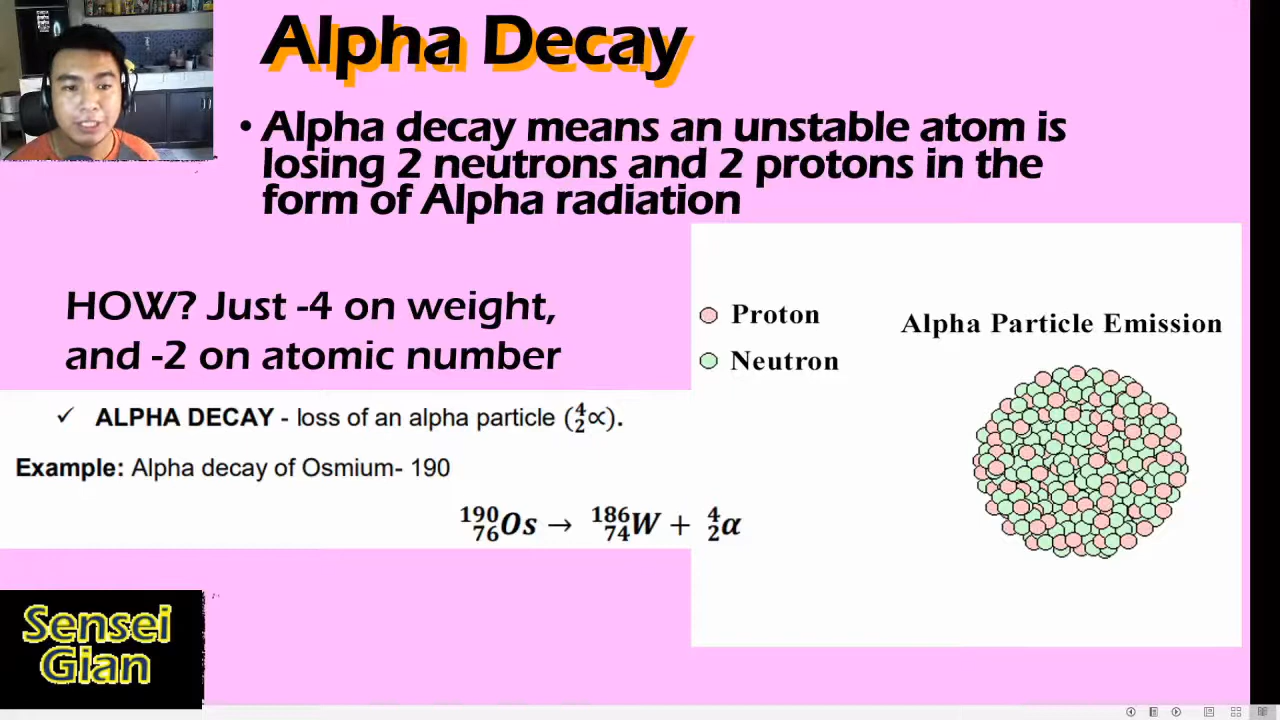 Alpha Decay
• Alpha decay means an unstable atom is
losing 2 neutrons and 2 protons in the
form of Alpha radiation
HOW? Just -4 on weight,
and -2 on atomic number
Proton
Neutron
Alpha Particle Emission
✓ ALPHA DECAY - loss of an alpha particle (⁴₂∝).
Example: Alpha decay of Osmium- 190
¹⁹⁰₇₆Os → ¹⁸⁶₇₄W + ⁴₂α
Sensei
Gian